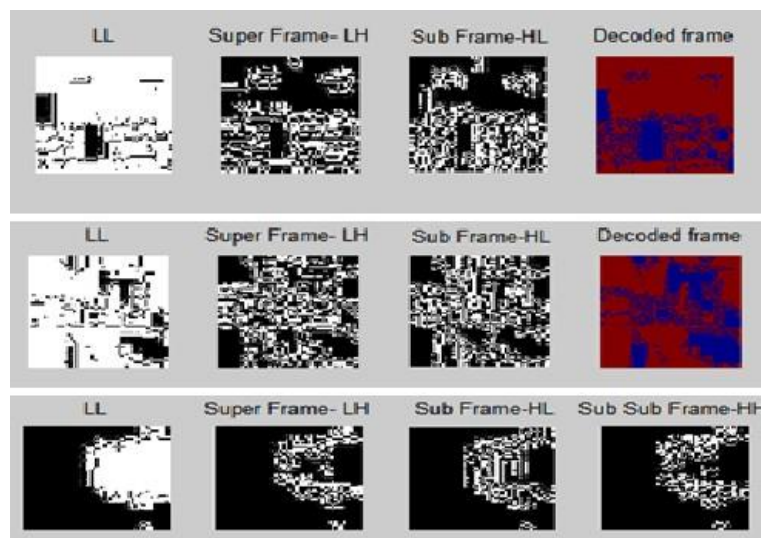 LL Super Frame- LH Sub Frame-HL Decoded frame
LL Super Frame- LH Sub Frame-HL Decoded frame
LL Super Frame- LH Sub Frame-HL Sub Sub Frame-HH